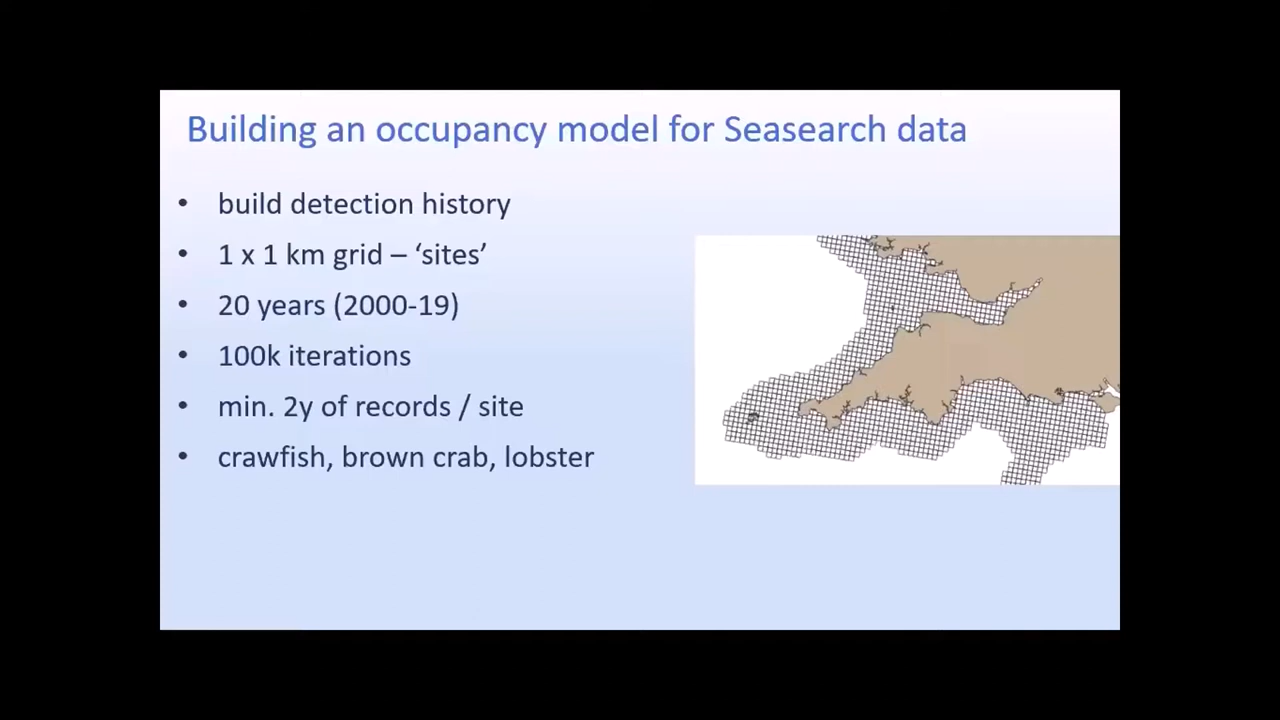 Building an occupancy model for Seasearch data
• build detection history
• 1 x 1 km grid – ‘sites’
• 20 years (2000-19)
• 100k iterations
• min. 2y of records / site
• crawfish, brown crab, lobster